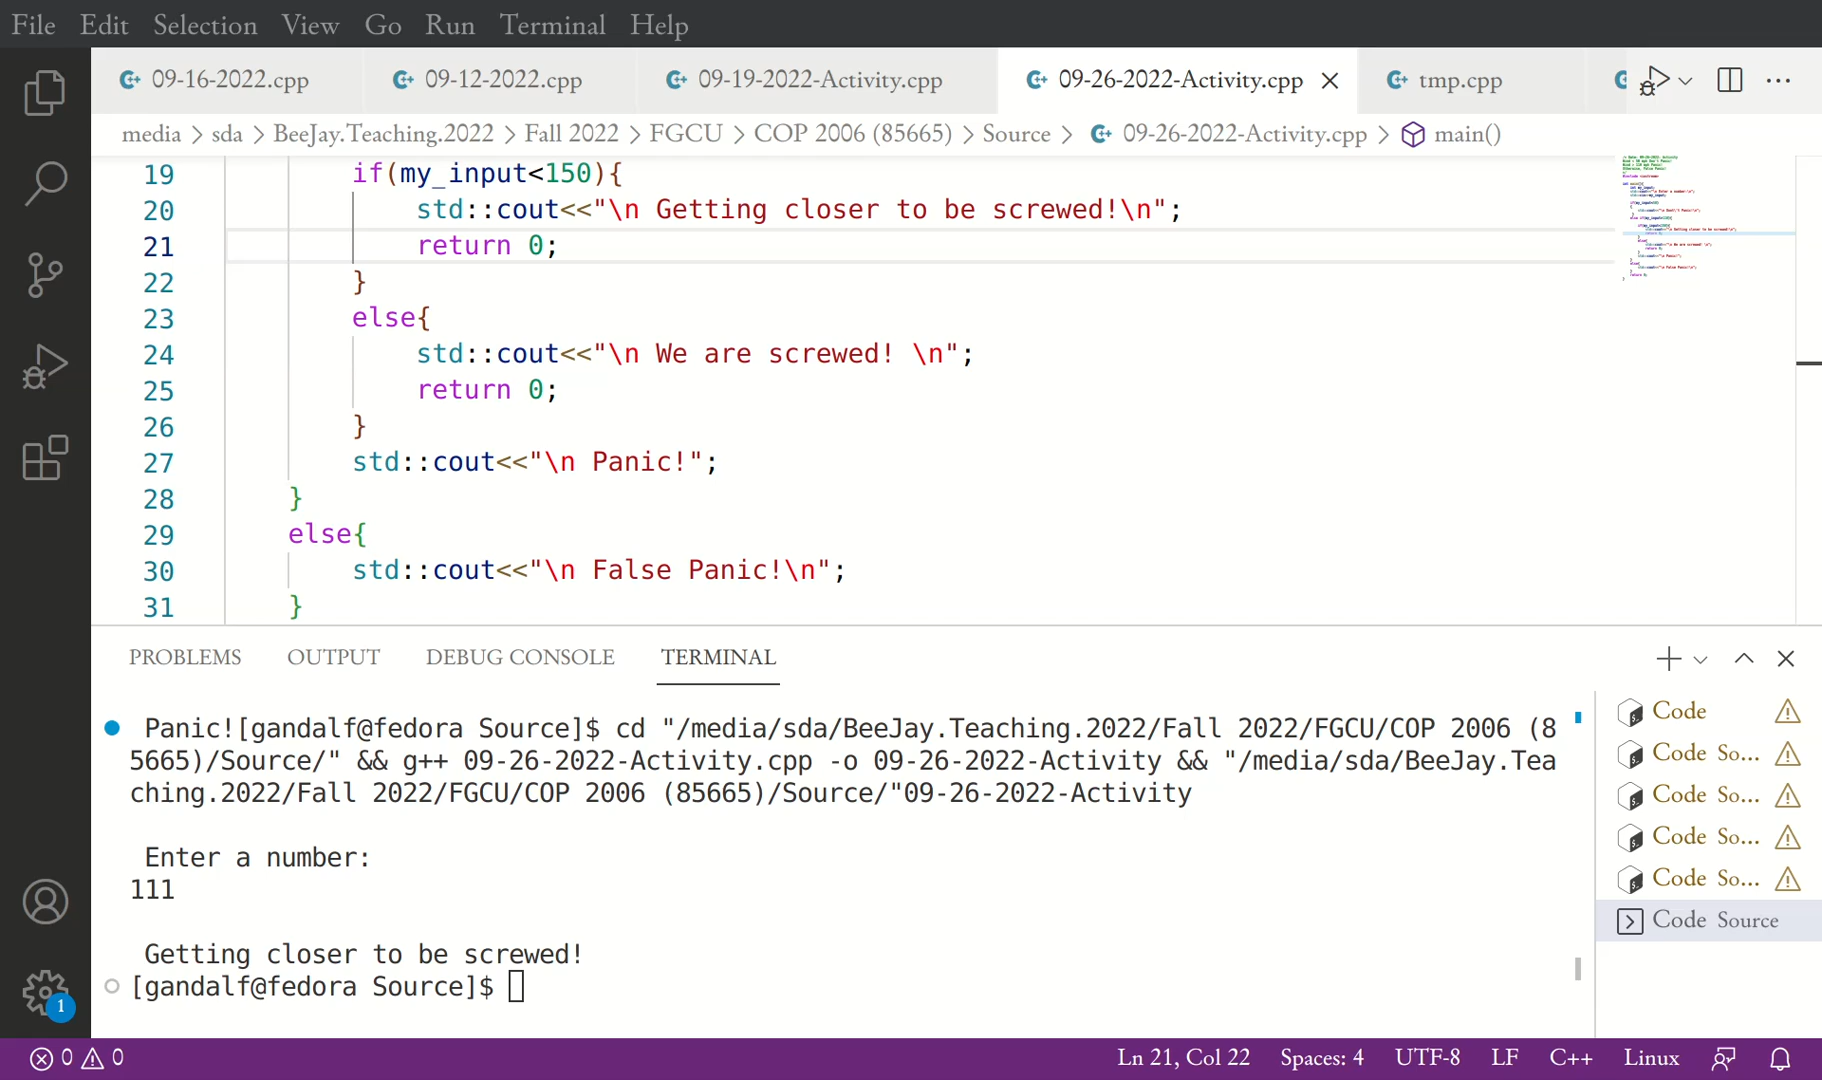 File Edit Selection View Go Run Terminal Help
09-16-2022.cpp 09-12-2022.cpp 09-19-2022-Activity.cpp 09-26-2022-Activity.cpp tmp.cpp
media > sda > BeeJay.Teaching.2022 > Fall 2022 > FGCU > COP 2006 (85665) > Source > 09-26-2022-Activity.cpp > main()
19 if(my_input<150){
20 std::cout<<"\n Getting closer to be screwed!\n";
21 return 0;
22 }
23 else{
24 std::cout<<"\n We are screwed! \n";
25 return 0;
26 }
27 std::cout<<"\n Panic!";
28 }
29 else{
30 std::cout<<"\n False Panic!\n";
31 }
PROBLEMS OUTPUT DEBUG CONSOLE TERMINAL
Panic![gandalf@fedora Source]$ cd "/media/sda/BeeJay.Teaching.2022/Fall 2022/FGCU/COP 2006 (8
5665)/Source/" && g++ 09-26-2022-Activity.cpp -o 09-26-2022-Activity && "/media/sda/BeeJay.Tea
ching.2022/Fall 2022/FGCU/COP 2006 (85665)/Source/"09-26-2022-Activity
Enter a number:
111
Getting closer to be screwed!
[gandalf@fedora Source]$
Code
Code So...
Code So...
Code So...
Code So...
Code Source
1
0 0 Ln 21, Col 22 Spaces: 4 UTF-8 LF C++ Linux